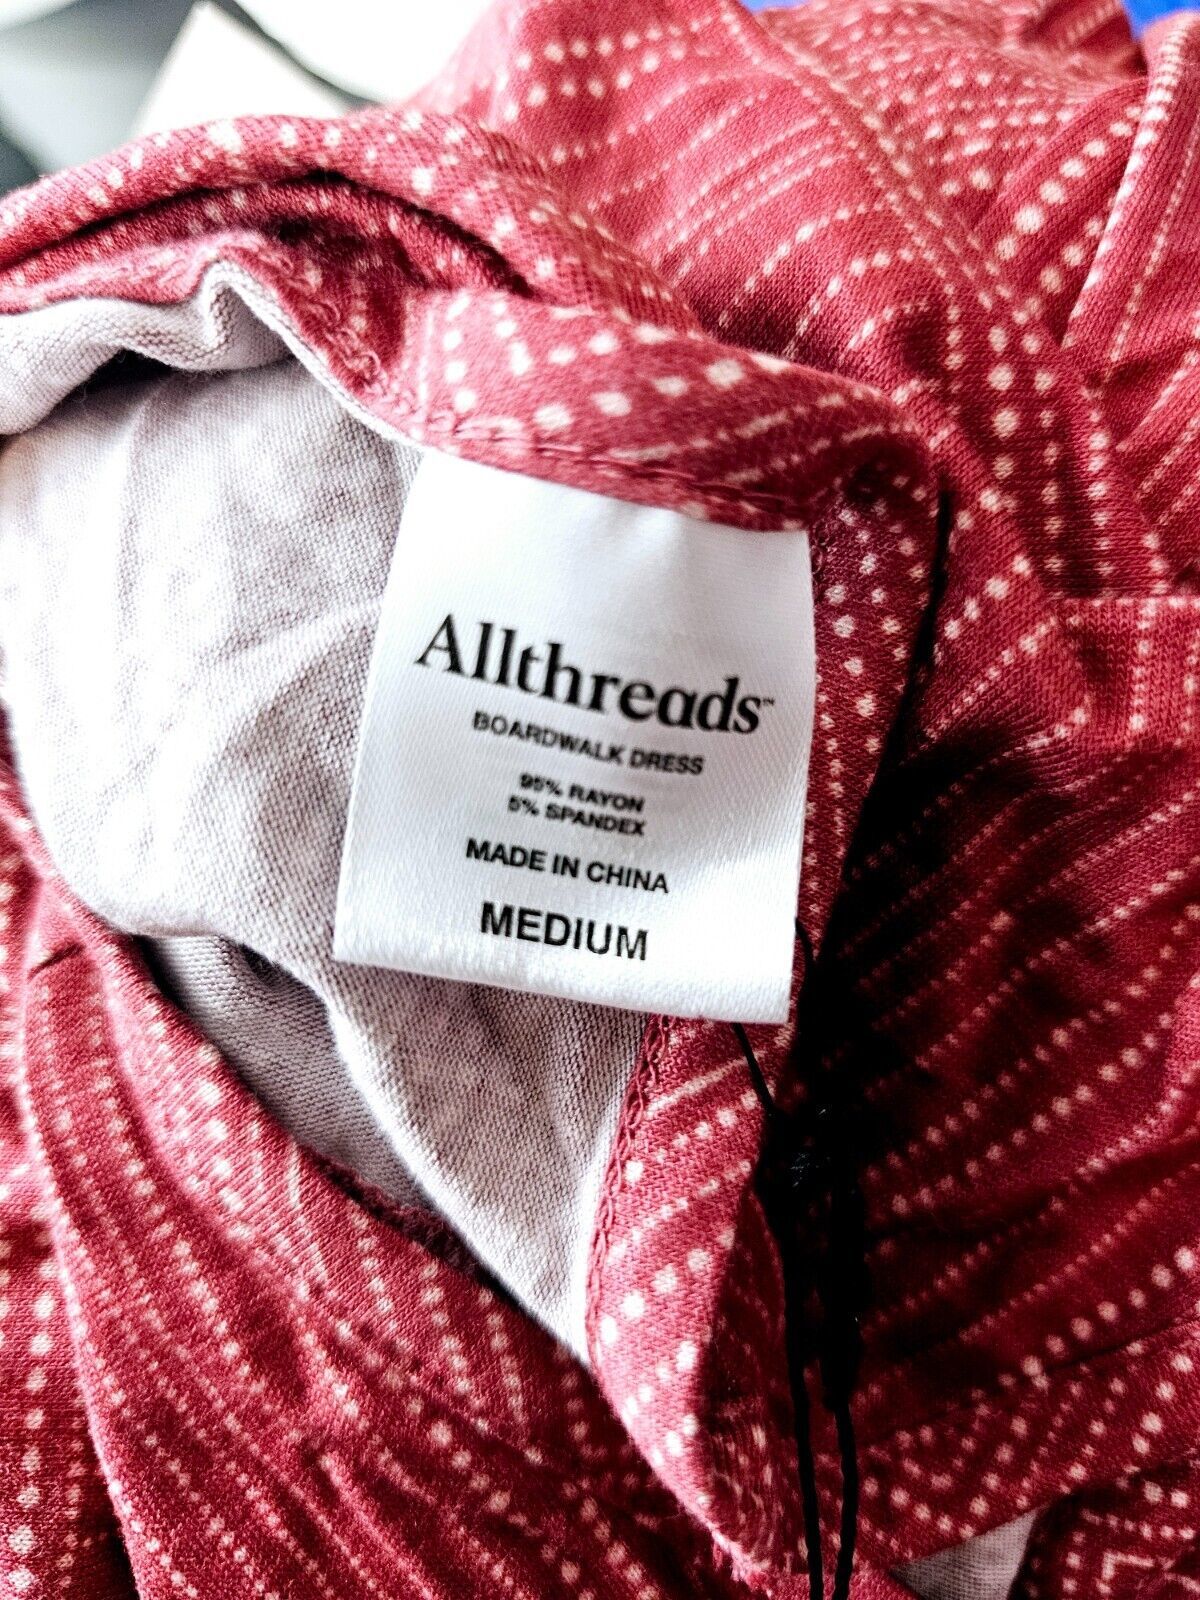 Allthreads™
BOARDWALK DRESS
95% RAYON
5% SPANDEX
MADE IN CHINA
MEDIUM